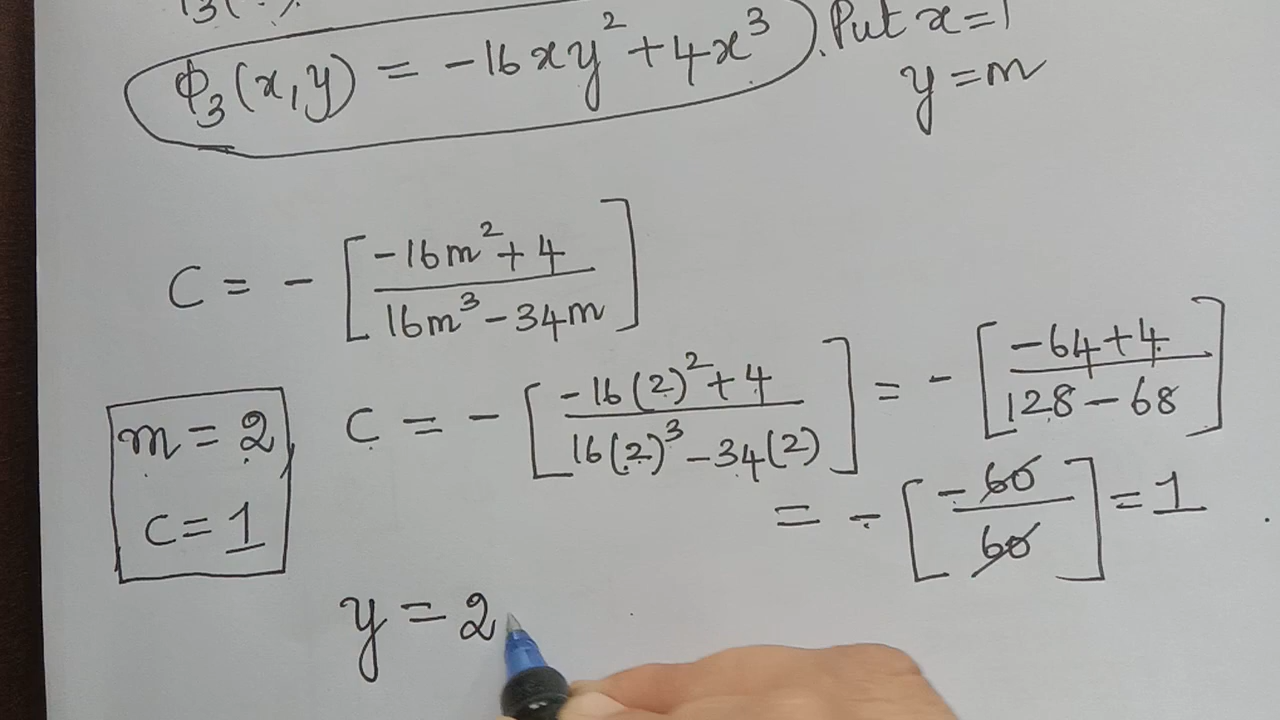 ϕ₃(x,y) = -16xy² + 4x³. Put x=1
y=m
C = - [ (-16m² + 4) / (16m³ - 34m) ]
m = 2, C = - [ (-16(2)² + 4) / (16(2)³ - 34(2)) ] = - [ (-64+4) / (128-68) ]
c = 1 = - [ -60 / 60 ] = 1
y = 2